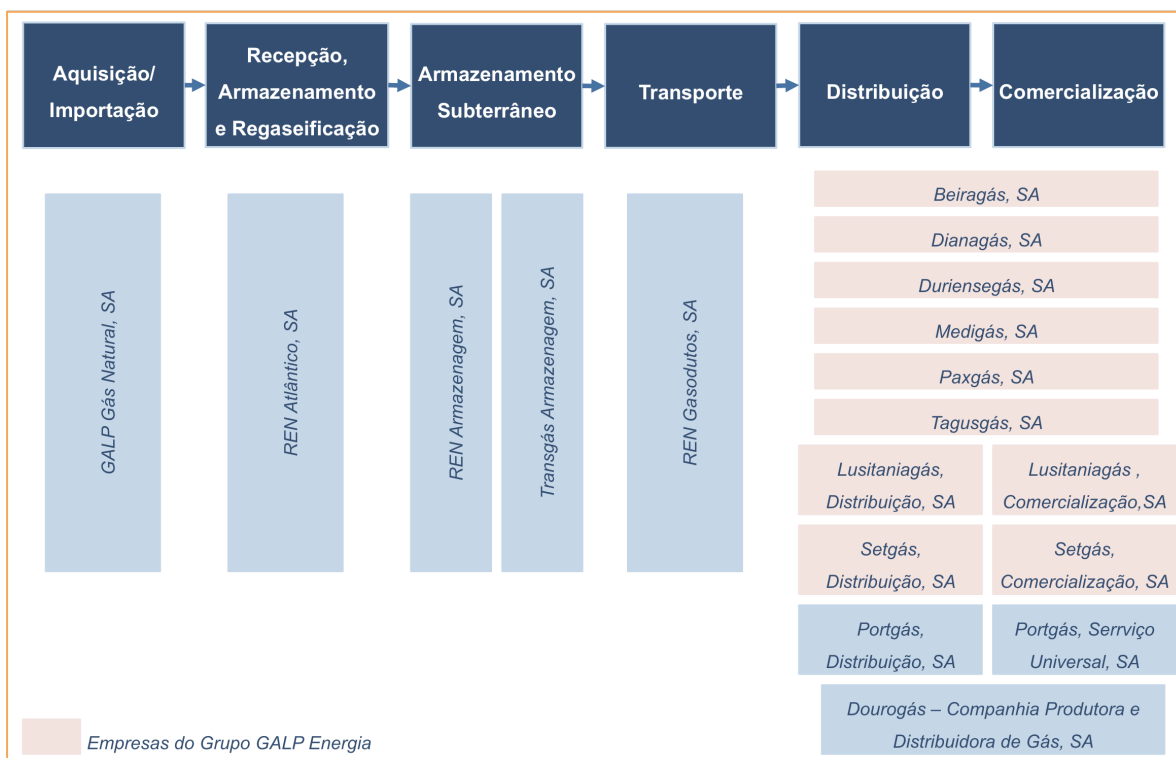 Aquisição/
Importação
Recepção,
Armazenamento
e Regaseificação
Armazenamento
Subterrâneo
Transporte
Distribuição
Comercialização
GALP Gás Natural, SA
REN Atlântico, SA
REN Armazenagem, SA
Transgás Armazenagem, SA
REN Gasodutos, SA
Beiragás, SA
Dianagás, SA
Duriensegás, SA
Medigás, SA
Paxgás, SA
Tagusgás, SA
Lusitaniagás,
Distribuição, SA
Lusitaniagás ,
Comercialização,SA
Setgás,
Distribuição, SA
Setgás,
Comercialização, SA
Portgás,
Distribuição, SA
Portgás, Serrviço
Universal, SA
Dourogás – Companhia Produtora e
Distribuidora de Gás, SA
Empresas do Grupo GALP Energia